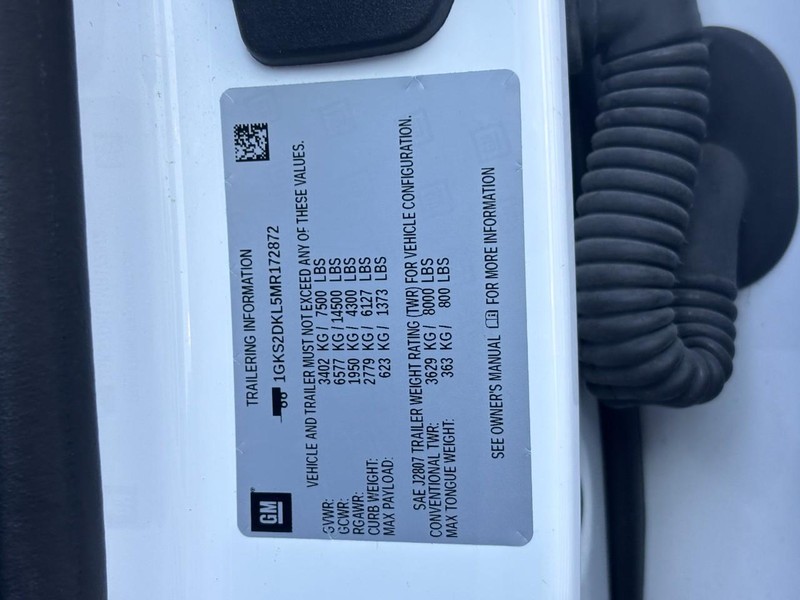 GM
TRAILERING INFORMATION
1GKS2DKL5MR172872
VEHICLE AND TRAILER MUST NOT EXCEED ANY OF THESE VALUES.
GVWR: 3402 KG / 7500 LBS
GCWR: 6577 KG / 14500 LBS
RGAWR: 1950 KG / 4300 LBS
CURB WEIGHT: 2779 KG / 6127 LBS
MAX PAYLOAD: 623 KG / 1373 LBS
SAE J2807 TRAILER WEIGHT RATING (TWR) FOR VEHICLE CONFIGURATION.
CONVENTIONAL TWR: 3629 KG / 8000 LBS
MAX TONGUE WEIGHT: 363 KG / 800 LBS
SEE OWNER'S MANUAL FOR MORE INFORMATION